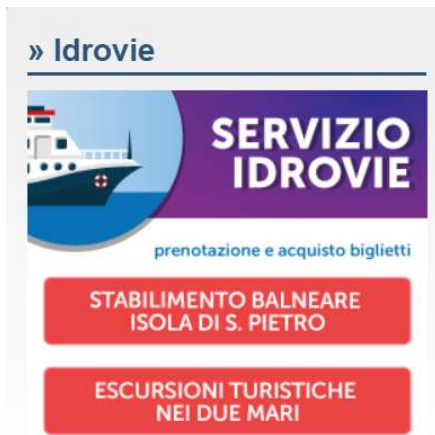 » Idrovie
SERVIZIO
IDROVIE
prenotazione e acquisto biglietti
STABILIMENTO BALNEARE
ISOLA DI S. PIETRO
ESCURSIONI TURISTICHE
NEI DUE MARI